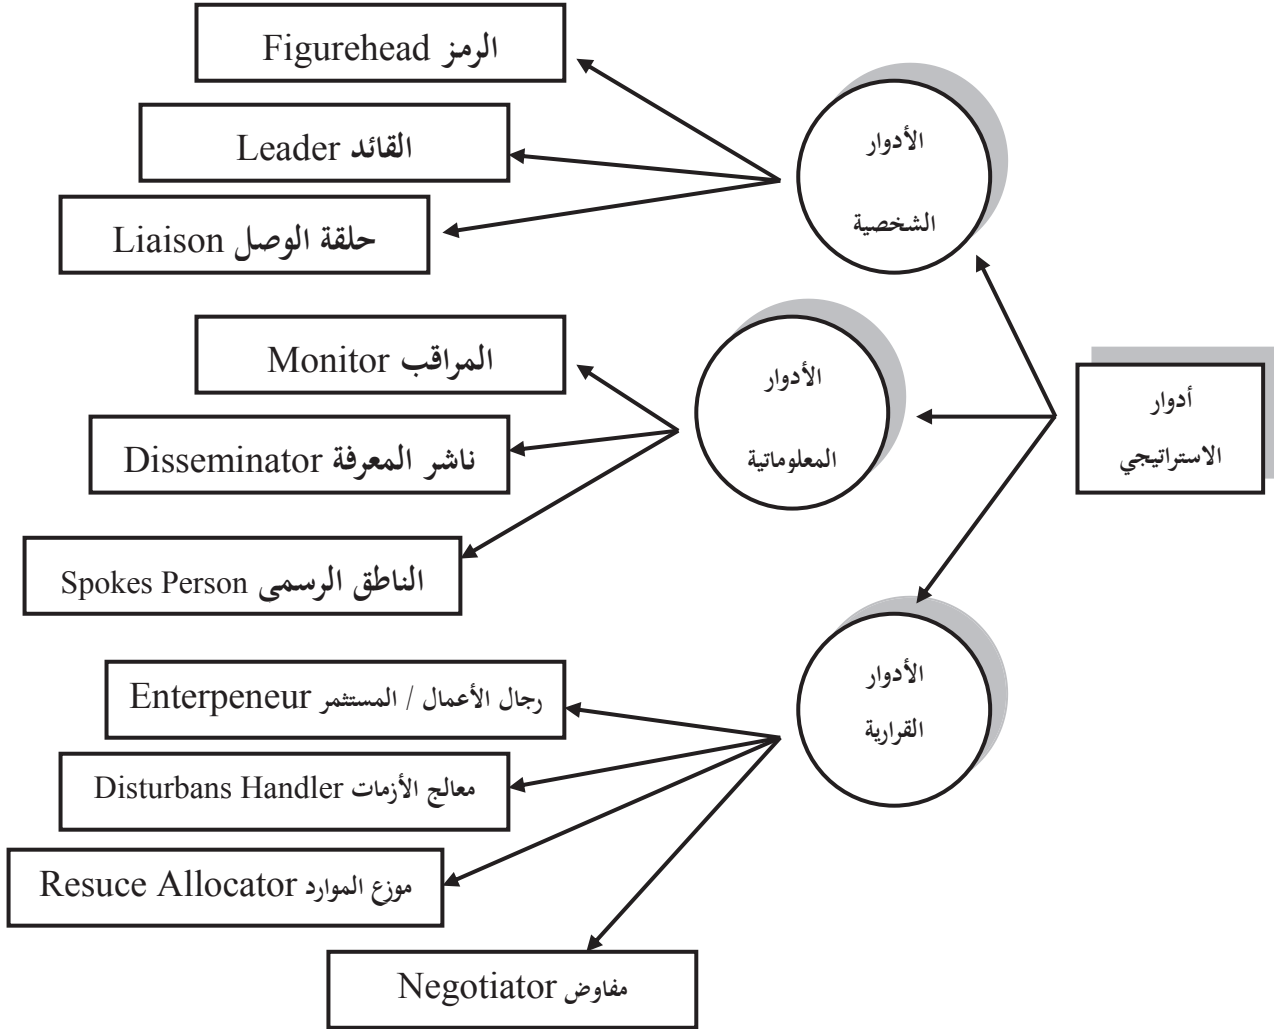 أدوار
الاستراتيجي
الأدوار
الشخصية
الرمز Figurehead
القائد Leader
حلقة الوصل Liaison
الأدوار
المعلوماتية
المراقب Monitor
ناشر المعرفة Disseminator
الناطق الرسمى Spokes Person
الأدوار
القرارية
رجال الأعمال / المستثمر Enterpeneur
معالج الأزمات Disturbans Handler
موزع الموارد Resuce Allocator
مفاوض Negotiator